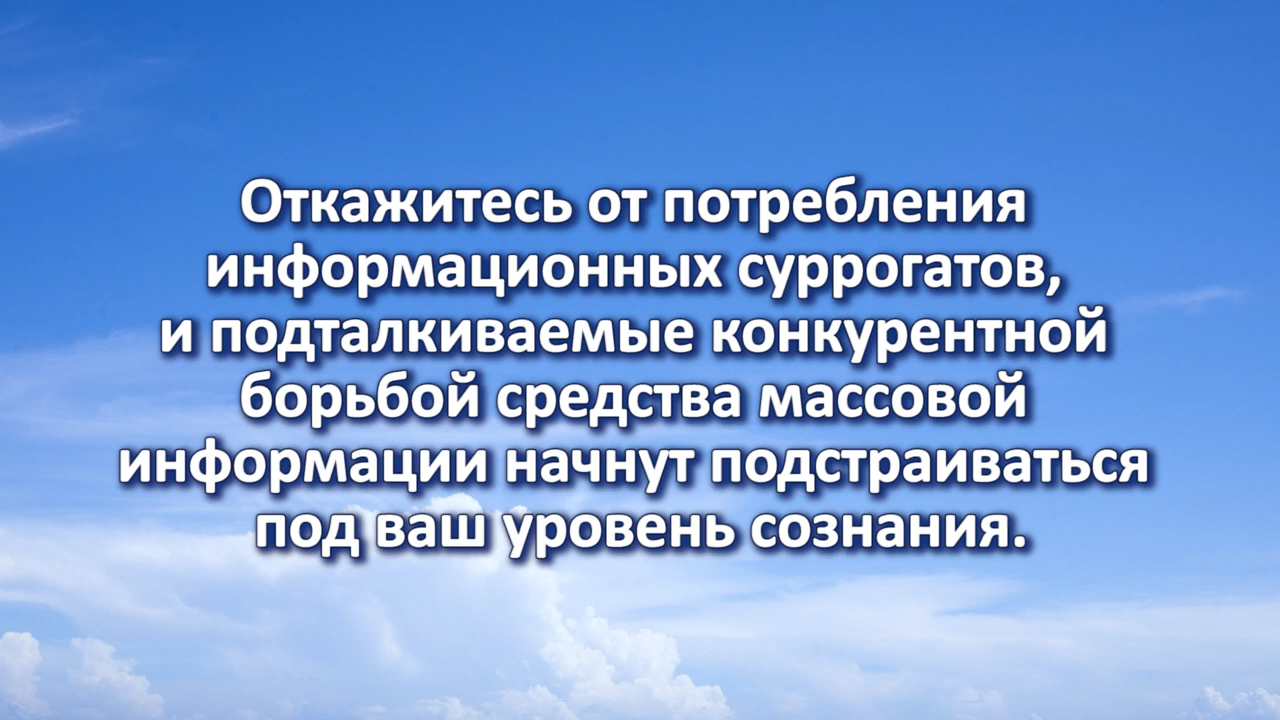 Откажитесь от потребления
информационных суррогатов,
и подталкиваемые конкурентной
борьбой средства массовой
информации начнут подстраиваться
под ваш уровень сознания.